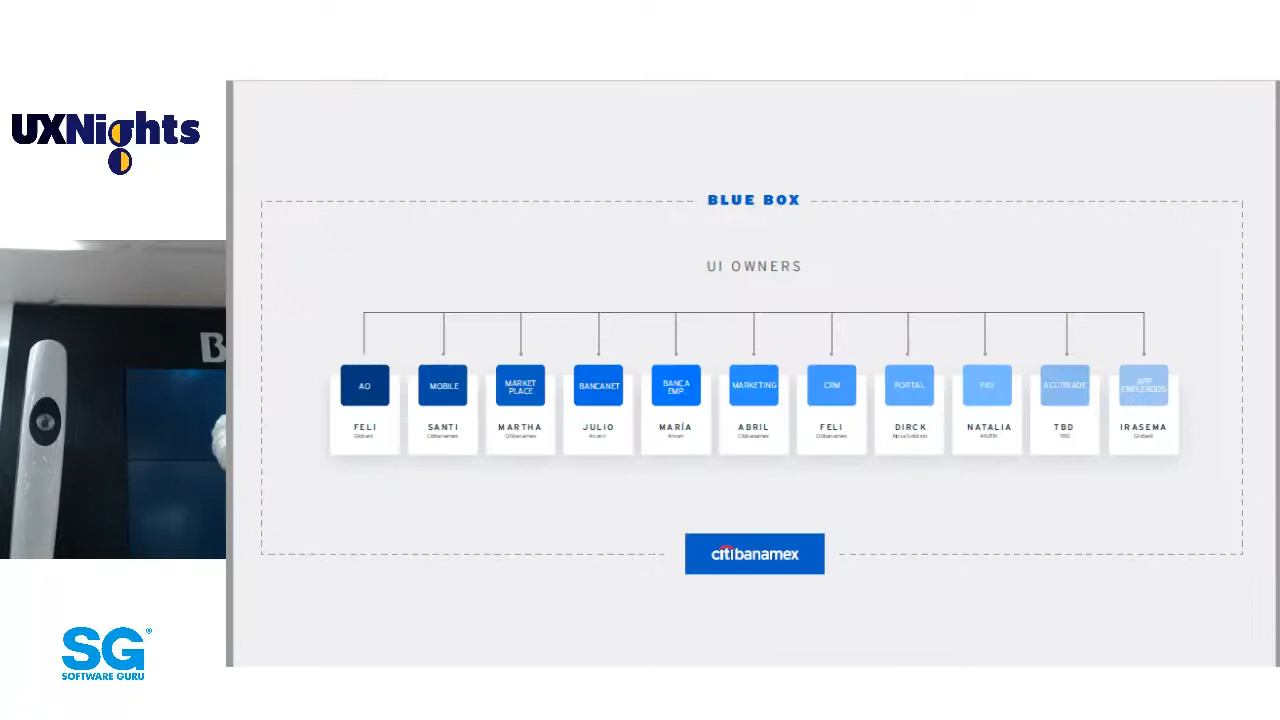 UXNights
B
BLUE BOX
UI OWNERS
AO
MOBILE
MARKET
PLACE
BANCANET
BANCA
EMP.
MARKETING
CRM
PORTAL
PAY
ACCITRADE
APP
EMPLEADOS
FELI
Globant
SANTI
Citibanamex
MARTHA
Citibanamex
JULIO
MARÍA
ABRIL
Citibanamex
FELI
Citibanamex
DIRCK
NATALIA
TBD
TBD
IRASEMA
Globant
citibanamex
SG®
SOFTWARE GURU